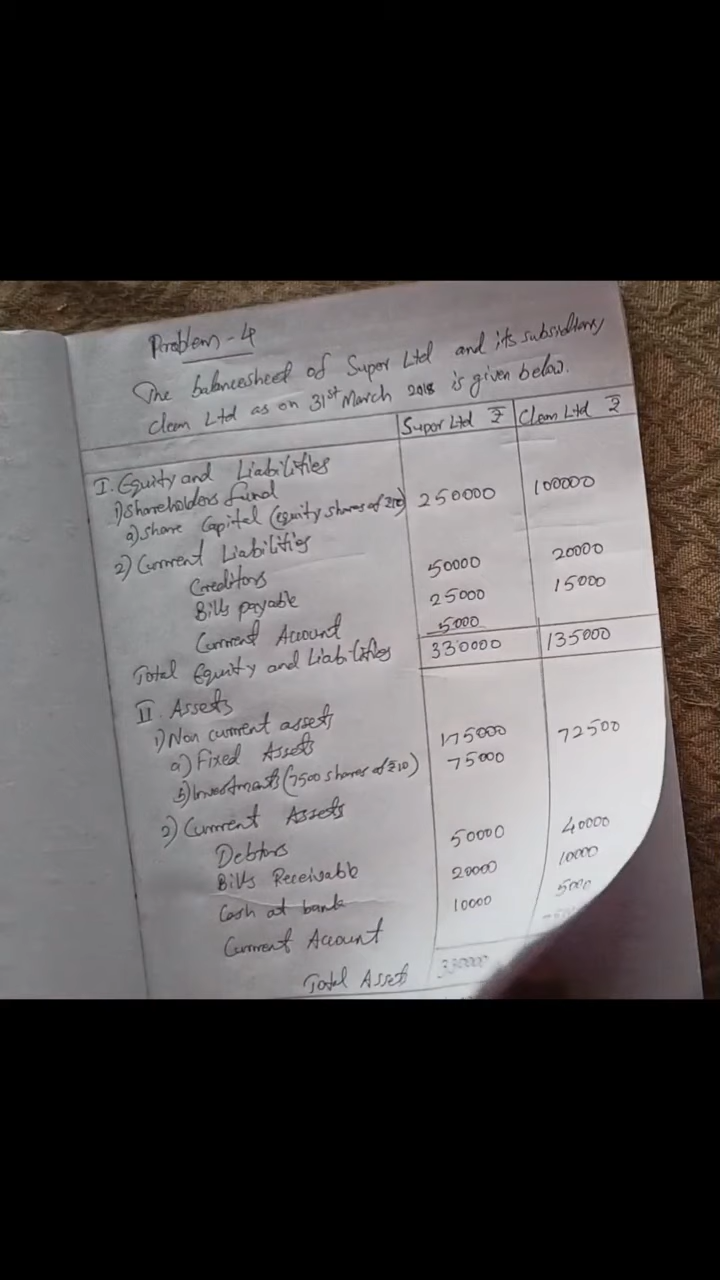 Problem - 4
The balancesheet of Super Ltd and its subsidiary
Clean Ltd as on 31st March 2018 is given below.
Super Ltd ₹ Clean Ltd ₹
I. Equity and Liabilities
1) Shareholders fund
a) Share Capital (equity shares of ₹10) 250000 100000
2) Current Liabilities
Creditors 50000 20000
Bills payable 25000 15000
Current Account 5000
Total Equity and Liabilities 330000 135000
II. Assets
1) Non current assets
a) Fixed Assets 175000 72500
b) Investments (7500 shares of ₹10) 75000
2) Current Assets
Debtors 50000 40000
Bills Receivable 20000 10000
Cash at bank 10000 5000
Current Account
Total Assets 330000